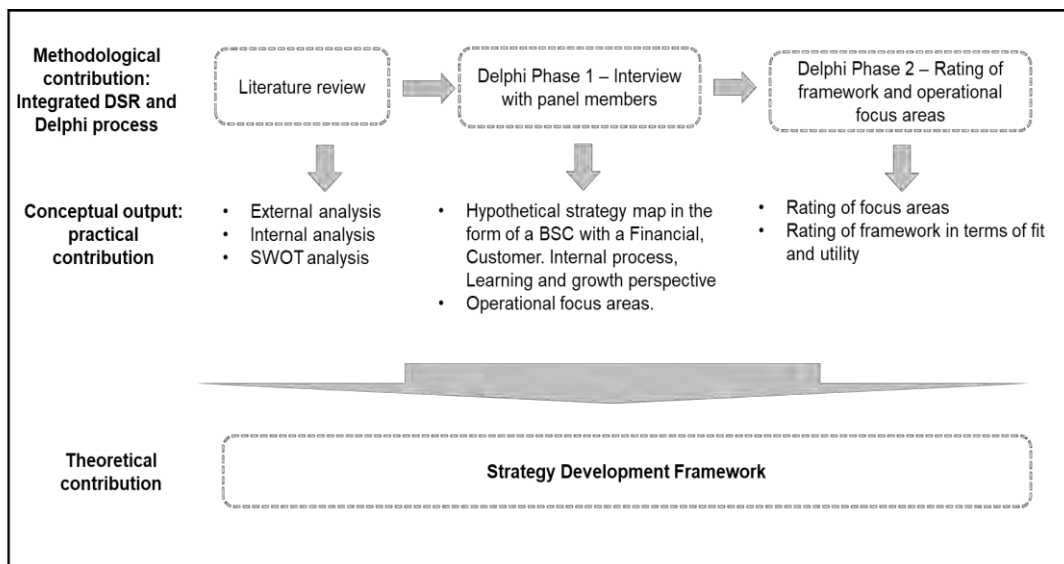 Methodological
contribution:
Integrated DSR and
Delphi process
Literature review
Delphi Phase 1 – Interview
with panel members
Delphi Phase 2 – Rating of
framework and operational
focus areas
Conceptual output:
practical
contribution
• External analysis
• Internal analysis
• SWOT analysis
• Hypothetical strategy map in the
form of a BSC with a Financial,
Customer. Internal process,
Learning and growth perspective
• Operational focus areas.
• Rating of focus areas
• Rating of framework in terms of fit
and utility
Theoretical
contribution
Strategy Development Framework